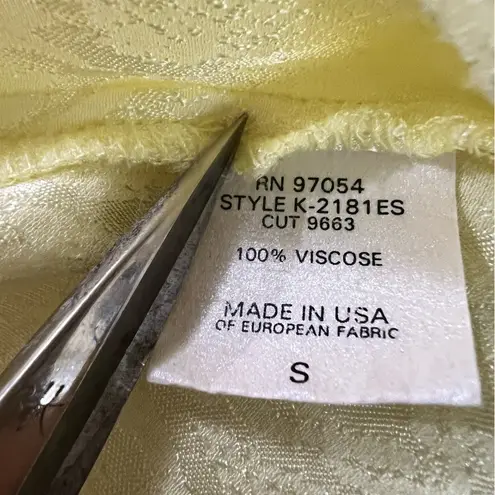 RN 97054
STYLE K-2181ES
CUT 9663
100% VISCOSE
MADE IN USA
OF EUROPEAN FABRIC
S